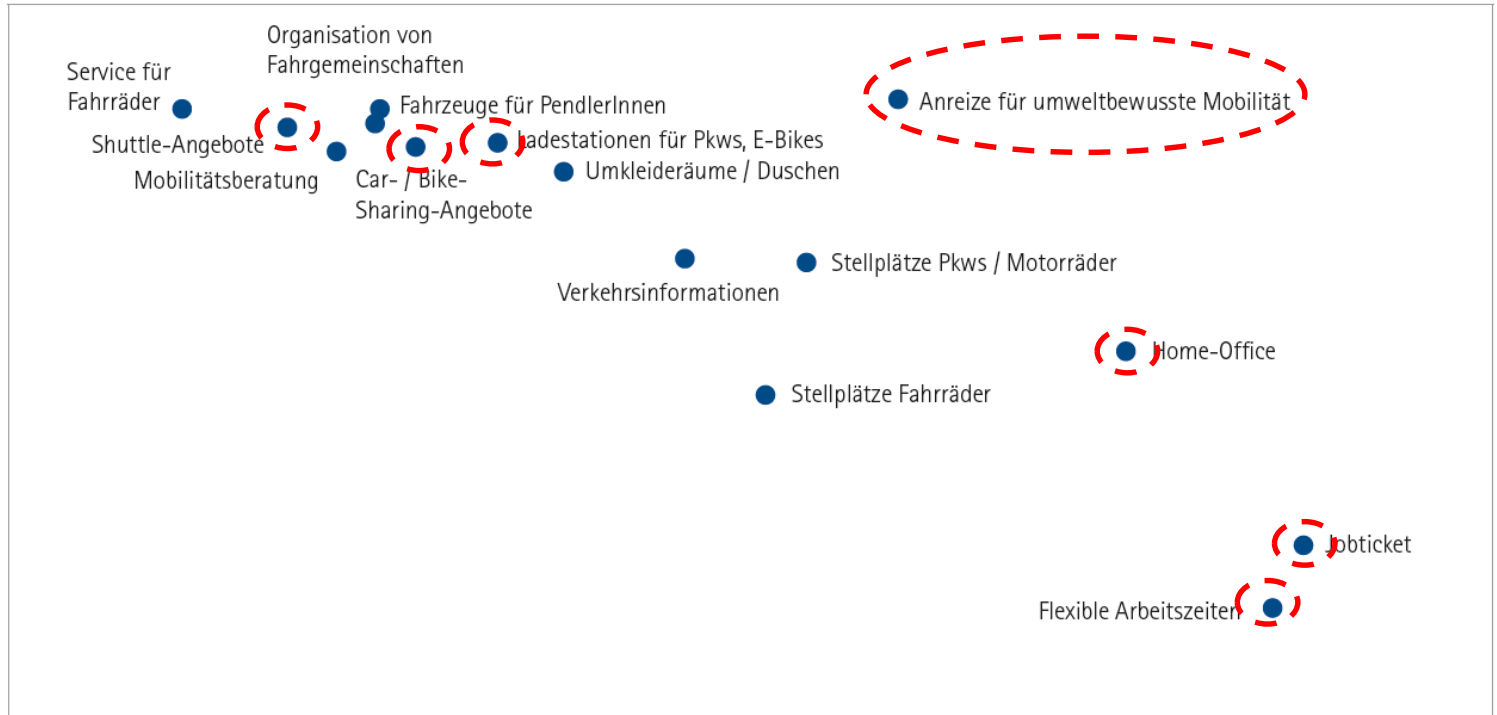 Organisation von
Fahrgemeinschaften
Service für
Fahrräder
Fahrzeuge für PendlerInnen
Anreize für umweltbewusste Mobilität
Shuttle-Angebote
Ladestationen für Pkws, E-Bikes
Mobilitätsberatung
Car- / Bike-
Sharing-Angebote
Umkleideräume / Duschen
Verkehrsinformationen
Stellplätze Pkws / Motorräder
Home-Office
Stellplätze Fahrräder
Jobticket
Flexible Arbeitszeiten